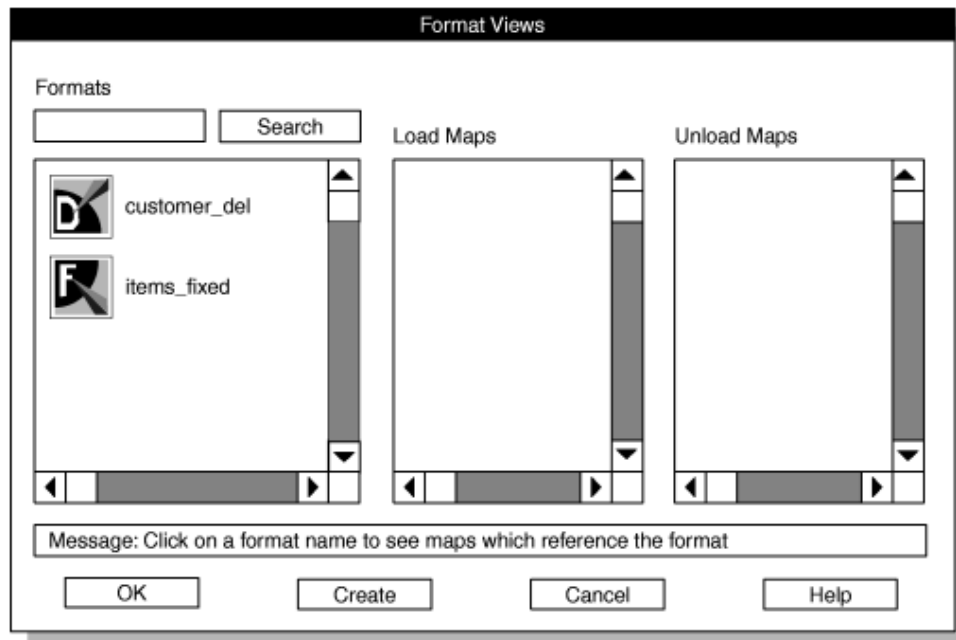 Format Views
Formats
Search
Load Maps
Unload Maps
D customer_del
F items_fixed
Message: Click on a format name to see maps which reference the format
OK Create Cancel Help